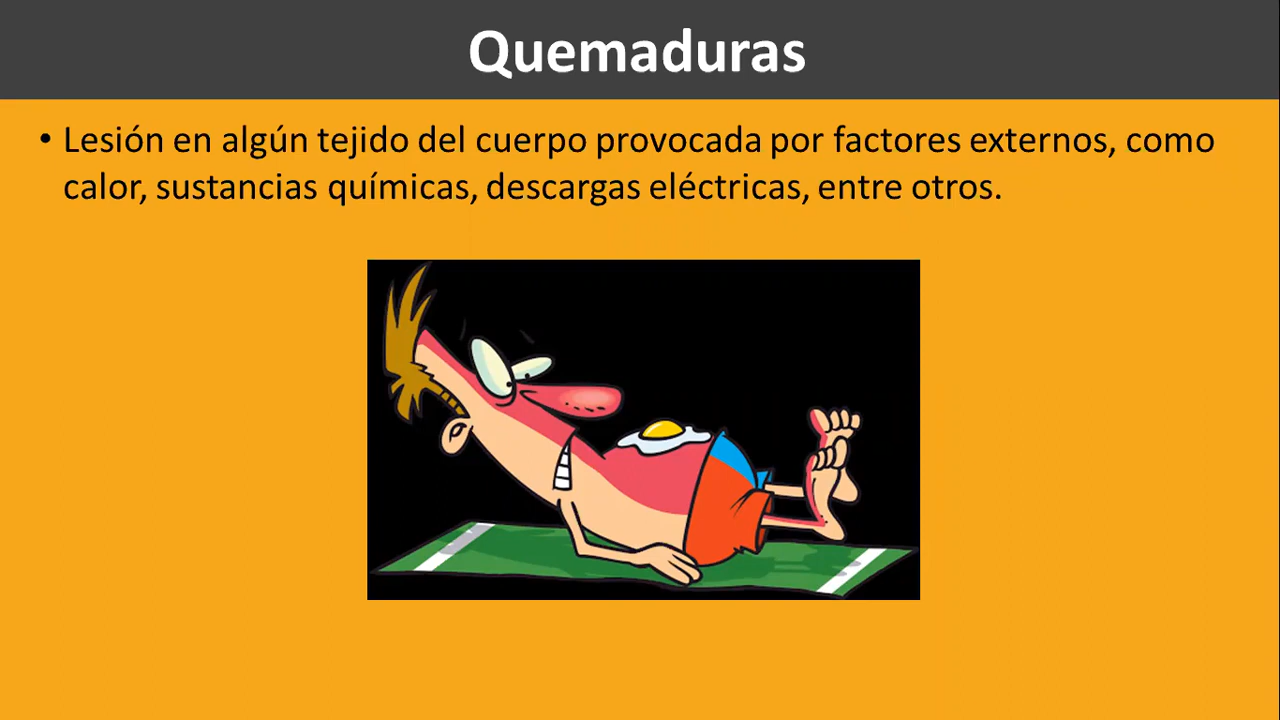 Quemaduras
• Lesión en algún tejido del cuerpo provocada por factores externos, como
calor, sustancias químicas, descargas eléctricas, entre otros.